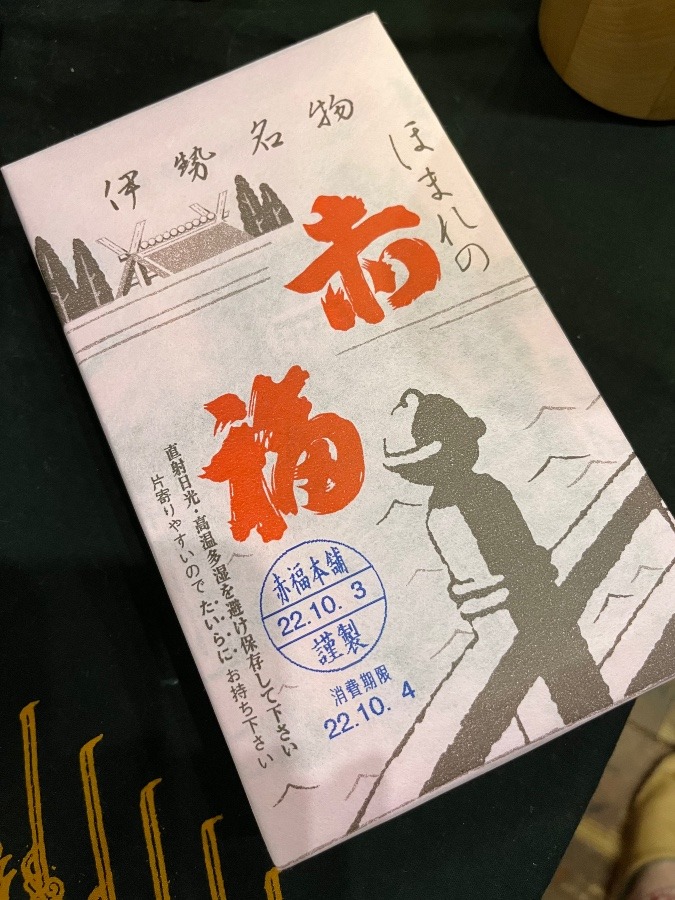 伊勢名物
ほまれの
赤
福
直射日光・高温多湿を避け保存して下さい
片寄りやすいので たいらに お持ち下さい
赤福本舗
22.10. 3
謹製
消費期限
22.10. 4